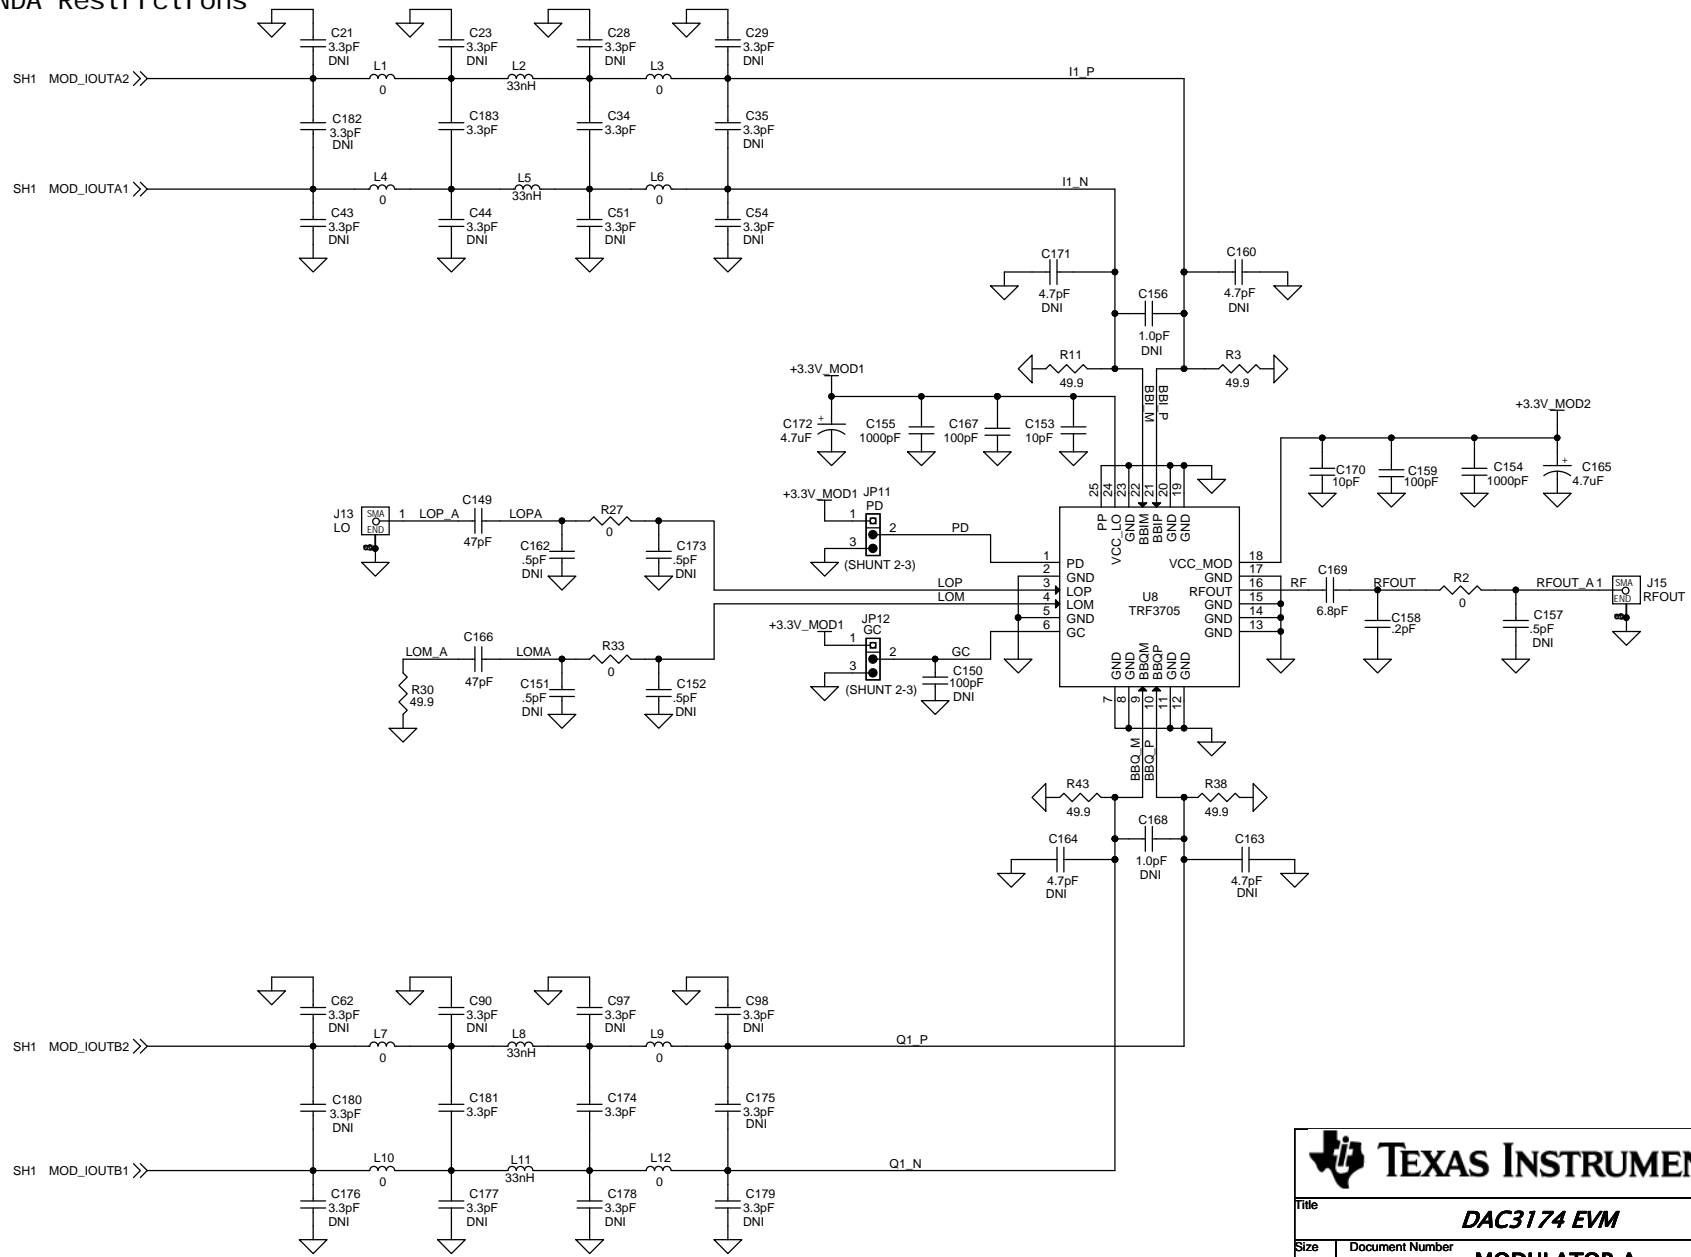 NDA Restrictions
C21
3.3pF
DNI
C23
3.3pF
DNI
C28
3.3pF
DNI
C29
3.3pF
DNI
SH1 MOD_IOUTA2
L1
0
L2
33nH
L3
0
I1_P
C182
3.3pF
DNI
C183
3.3pF
C34
3.3pF
C35
3.3pF
DNI
SH1 MOD_IOUTA1
L4
0
L5
33nH
L6
0
I1_N
C43
3.3pF
DNI
C44
3.3pF
DNI
C51
3.3pF
DNI
C54
3.3pF
DNI
C171
4.7pF
DNI
C160
4.7pF
DNI
C156
1.0pF
DNI
R11
49.9
R3
49.9
BBI_M
BBI_P
+3.3V_MOD1
C172
4.7uF
+
C155
1000pF
C167
100pF
C153
10pF
+3.3V_MOD2
C170
10pF
C159
100pF
C154
1000pF
+
C165
4.7uF
25
24
23
22
21
20
19
PP
VCC_LO
GND
BBIM
BBIP
GND
GND
+3.3V_MOD1
JP11
PD
1
2
3
(SHUNT 2-3)
PD
J13
LO
SMA
END
1
LOP_A
C149
47pF
LOPA
R27
0
C162
.5pF
DNI
C173
.5pF
DNI
LOP
LOM
1 PD
2 GND
3 LOP
4 LOM
5 GND
6 GC
U8
TRF3705
VCC_MOD 18
GND 17
RFOUT 16
GND 15
GND 14
GND 13
RF
C169
6.8pF
RFOUT
R2
0
RFOUT_A 1
SMA
END
J15
RFOUT
C158
.2pF
C157
.5pF
DNI
+3.3V_MOD1
JP12
GC
1
2
3
(SHUNT 2-3)
GC
C150
100pF
DNI
LOM_A
C166
47pF
LOMA
R33
0
R30
49.9
C151
.5pF
DNI
C152
.5pF
DNI
GND
GND
BBQM
BBQP
GND
GND
7
8
9
10
11
12
BBQ_M
BBQ_P
R43
49.9
R38
49.9
C168
1.0pF
DNI
C164
4.7pF
DNI
C163
4.7pF
DNI
C62
3.3pF
DNI
C90
3.3pF
DNI
C97
3.3pF
DNI
C98
3.3pF
DNI
SH1 MOD_IOUTB2
L7
0
L8
33nH
L9
0
Q1_P
C180
3.3pF
DNI
C181
3.3pF
C174
3.3pF
C175
3.3pF
DNI
SH1 MOD_IOUTB1
L10
0
L11
33nH
L12
0
Q1_N
C176
3.3pF
DNI
C177
3.3pF
DNI
C178
3.3pF
DNI
C179
3.3pF
DNI
TEXAS INSTRUMEN
Title
DAC3174 EVM
Size
Document Number
MODULATOR A